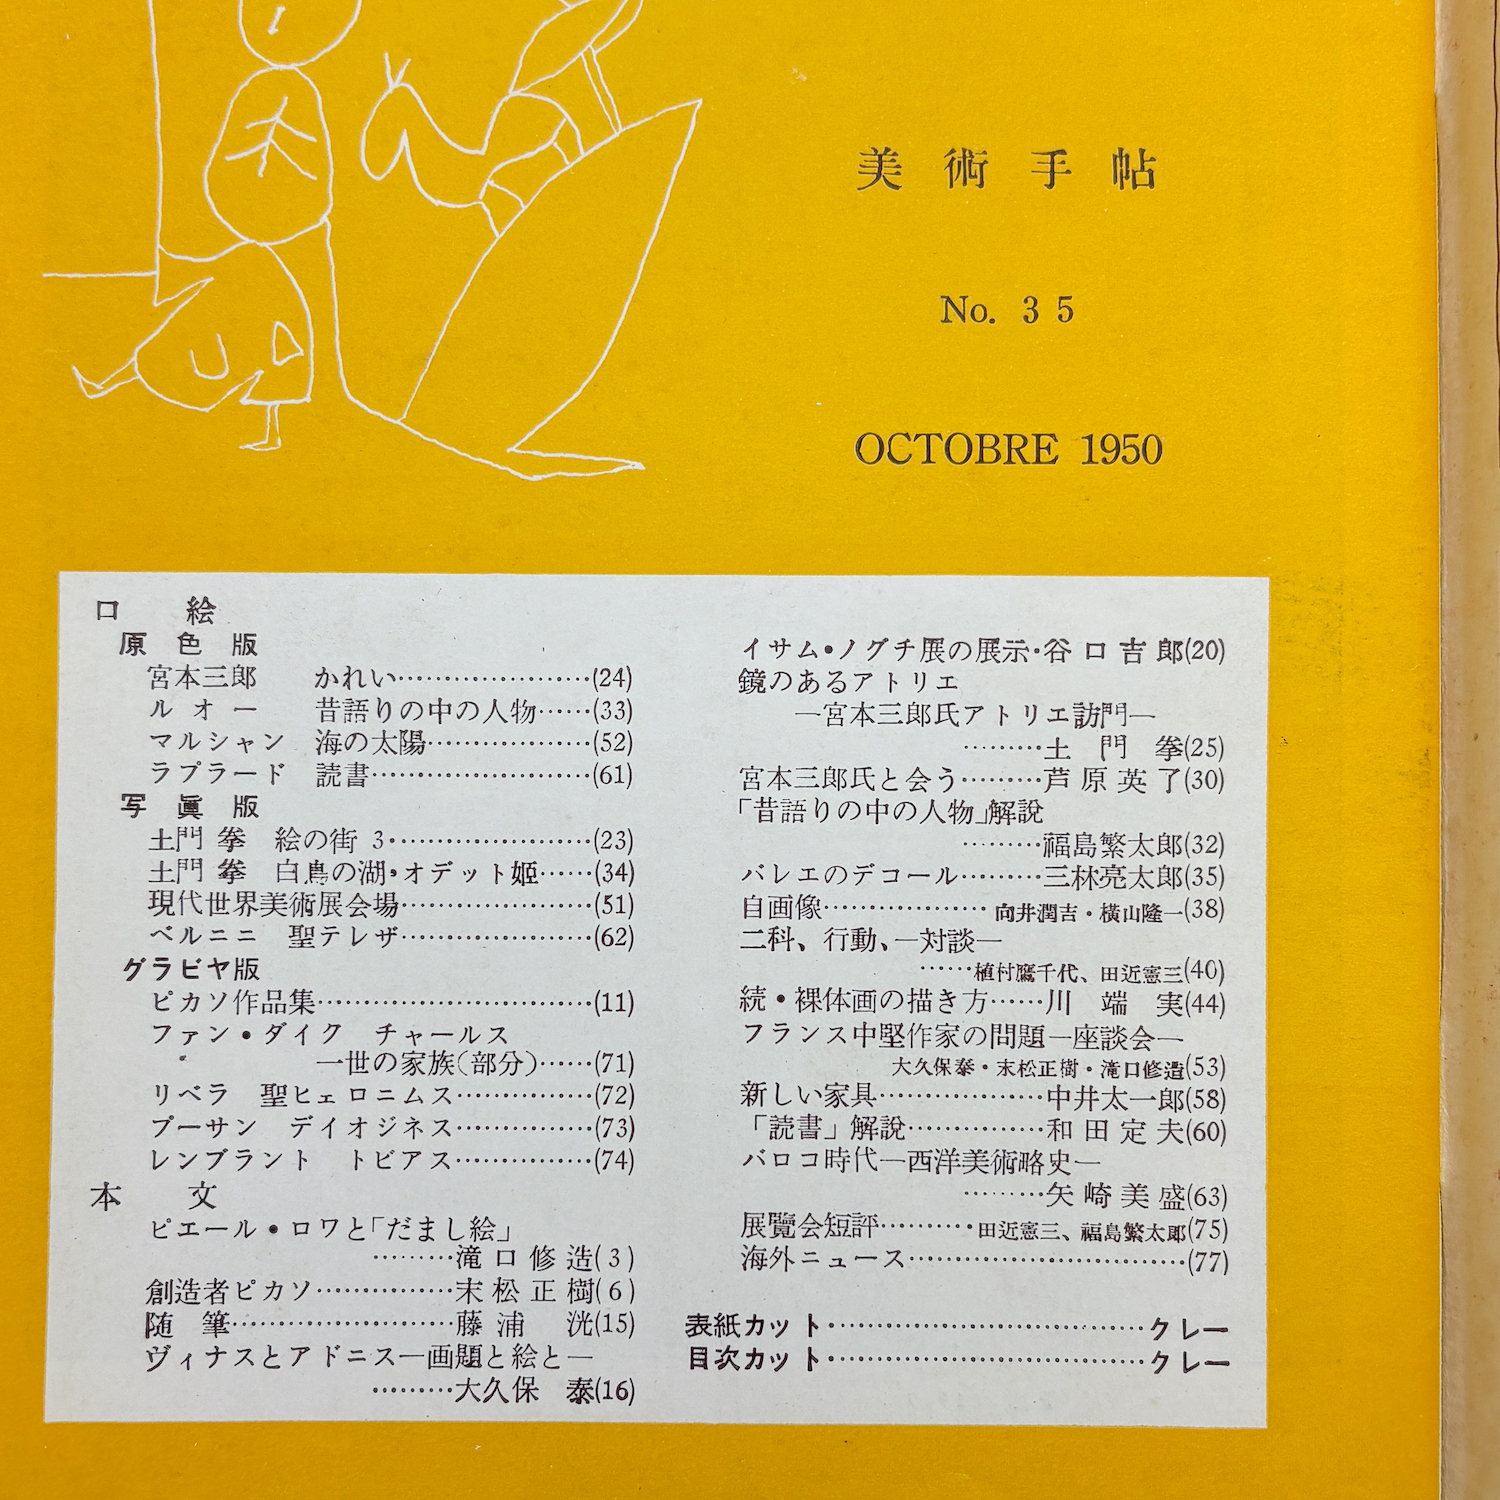 美術手帖
No. 35
OCTOBRE 1950
口絵
原色版
宮本三郎 かれい……………………(24)
ルオー 昔語りの中の人物……(33)
マルシャン 海の太陽…………………(52)
ラプラード 読書………………………(61)
写眞版
土門拳 絵の街 3………………………(23)
土門拳 白鳥の湖・オデット姫……(34)
現代世界美術展会場……………………(51)
ベルニニ 聖テレザ……………………(62)
グラビヤ版
ピカソ作品集……………………………(11)
ファン・ダイク チャールス
一世の家族(部分)……(71)
リベラ 聖ヒェロニムス………………(72)
プーサン デイオジネス………………(73)
レンブラント トビアス………………(74)
本文
ピエール・ロワと「だまし絵」
………滝口修造(3)
創造者ピカソ……………末松正樹(6)
随筆………………………藤浦洸(15)
ヴィナスとアドニス―画題と絵と―
………大久保泰(16)
イサム・ノグチ展の展示・谷口吉郎(20)
鏡のあるアトリエ
―宮本三郎氏アトリエ訪問―
………土門拳(25)
宮本三郎氏と会う………芦原英了(30)
「昔語りの中の人物」解説
………福島繁太郎(32)
バレエのデコール………三林亮太郎(35)
自画像………………向井潤吉・横山隆一(38)
二科、行動、―対談―
……植村鷹千代、田近憲三(40)
続・裸体画の描き方……川端実(44)
フランス中堅作家の問題―座談会―
大久保泰・末松正樹・滝口修造(53)
新しい家具…………………中井太一郎(58)
「読書」解説……………和田定夫(60)
バロコ時代―西洋美術略史―
………矢崎美盛(63)
展覽会短評………田近憲三、福島繁太郎(75)
海外ニュース……………………………(77)
表紙カット………………………………クレー
目次カット………………………………クレー